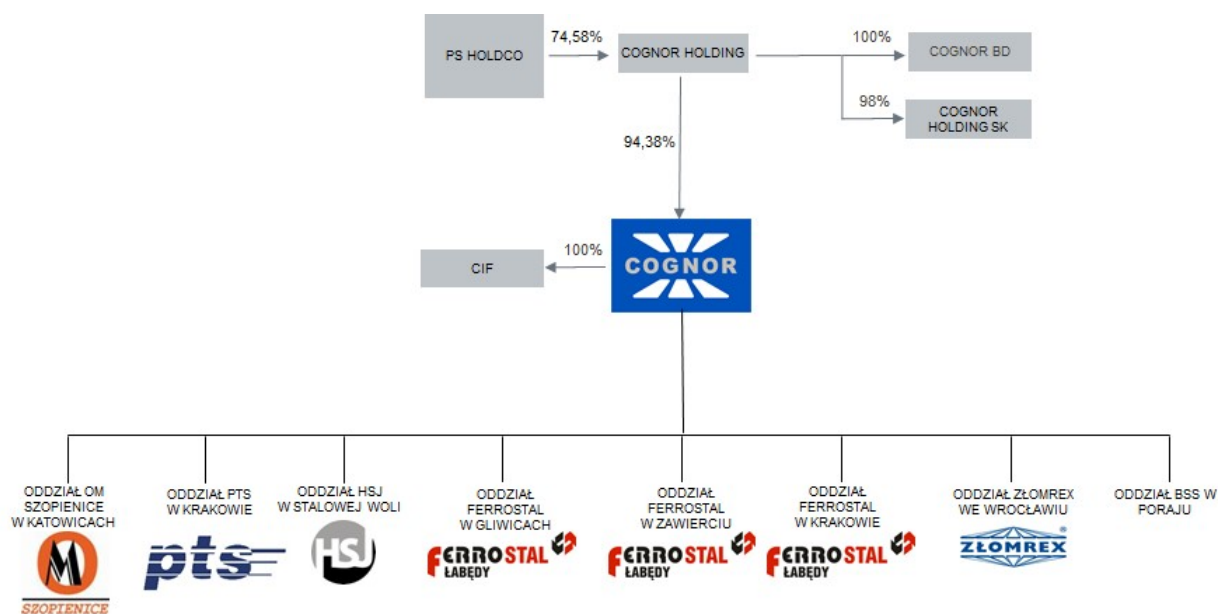 PS HOLDCO
74,58%
COGNOR HOLDING
100%
COGNOR BD
98%
COGNOR
HOLDING SK
94,38%
CIF
100%
COGNOR
ODDZIAŁ OM
SZOPIENICE
W KATOWICACH
M
SZOPIENICE
ODDZIAŁ PTS
W KRAKOWIE
pts
ODDZIAŁ HSJ
W STALOWEJ WOLI
HSJ
ODDZIAŁ
FERROSTAL
W GLIWICACH
FERROSTAL
ŁABĘDY
ODDZIAŁ
FERROSTAL
W ZAWIERCIU
FERROSTAL
ŁABĘDY
ODDZIAŁ
FERROSTAL
W KRAKOWIE
FERROSTAL
ŁABĘDY
ODDZIAŁ ZŁOMREX
WE WROCŁAWIU
ZŁOMREX®
ODDZIAŁ BSS W
PORAJU